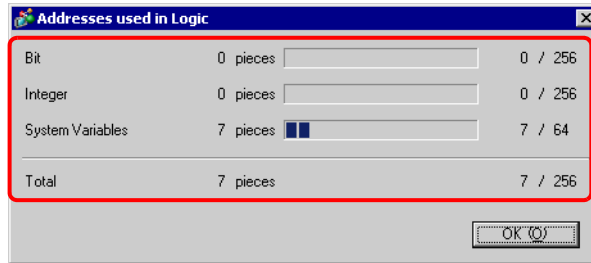 Addresses used in Logic
Bit 0 pieces 0 / 256
Integer 0 pieces 0 / 256
System Variables 7 pieces 7 / 64
Total 7 pieces 7 / 256
OK (O)